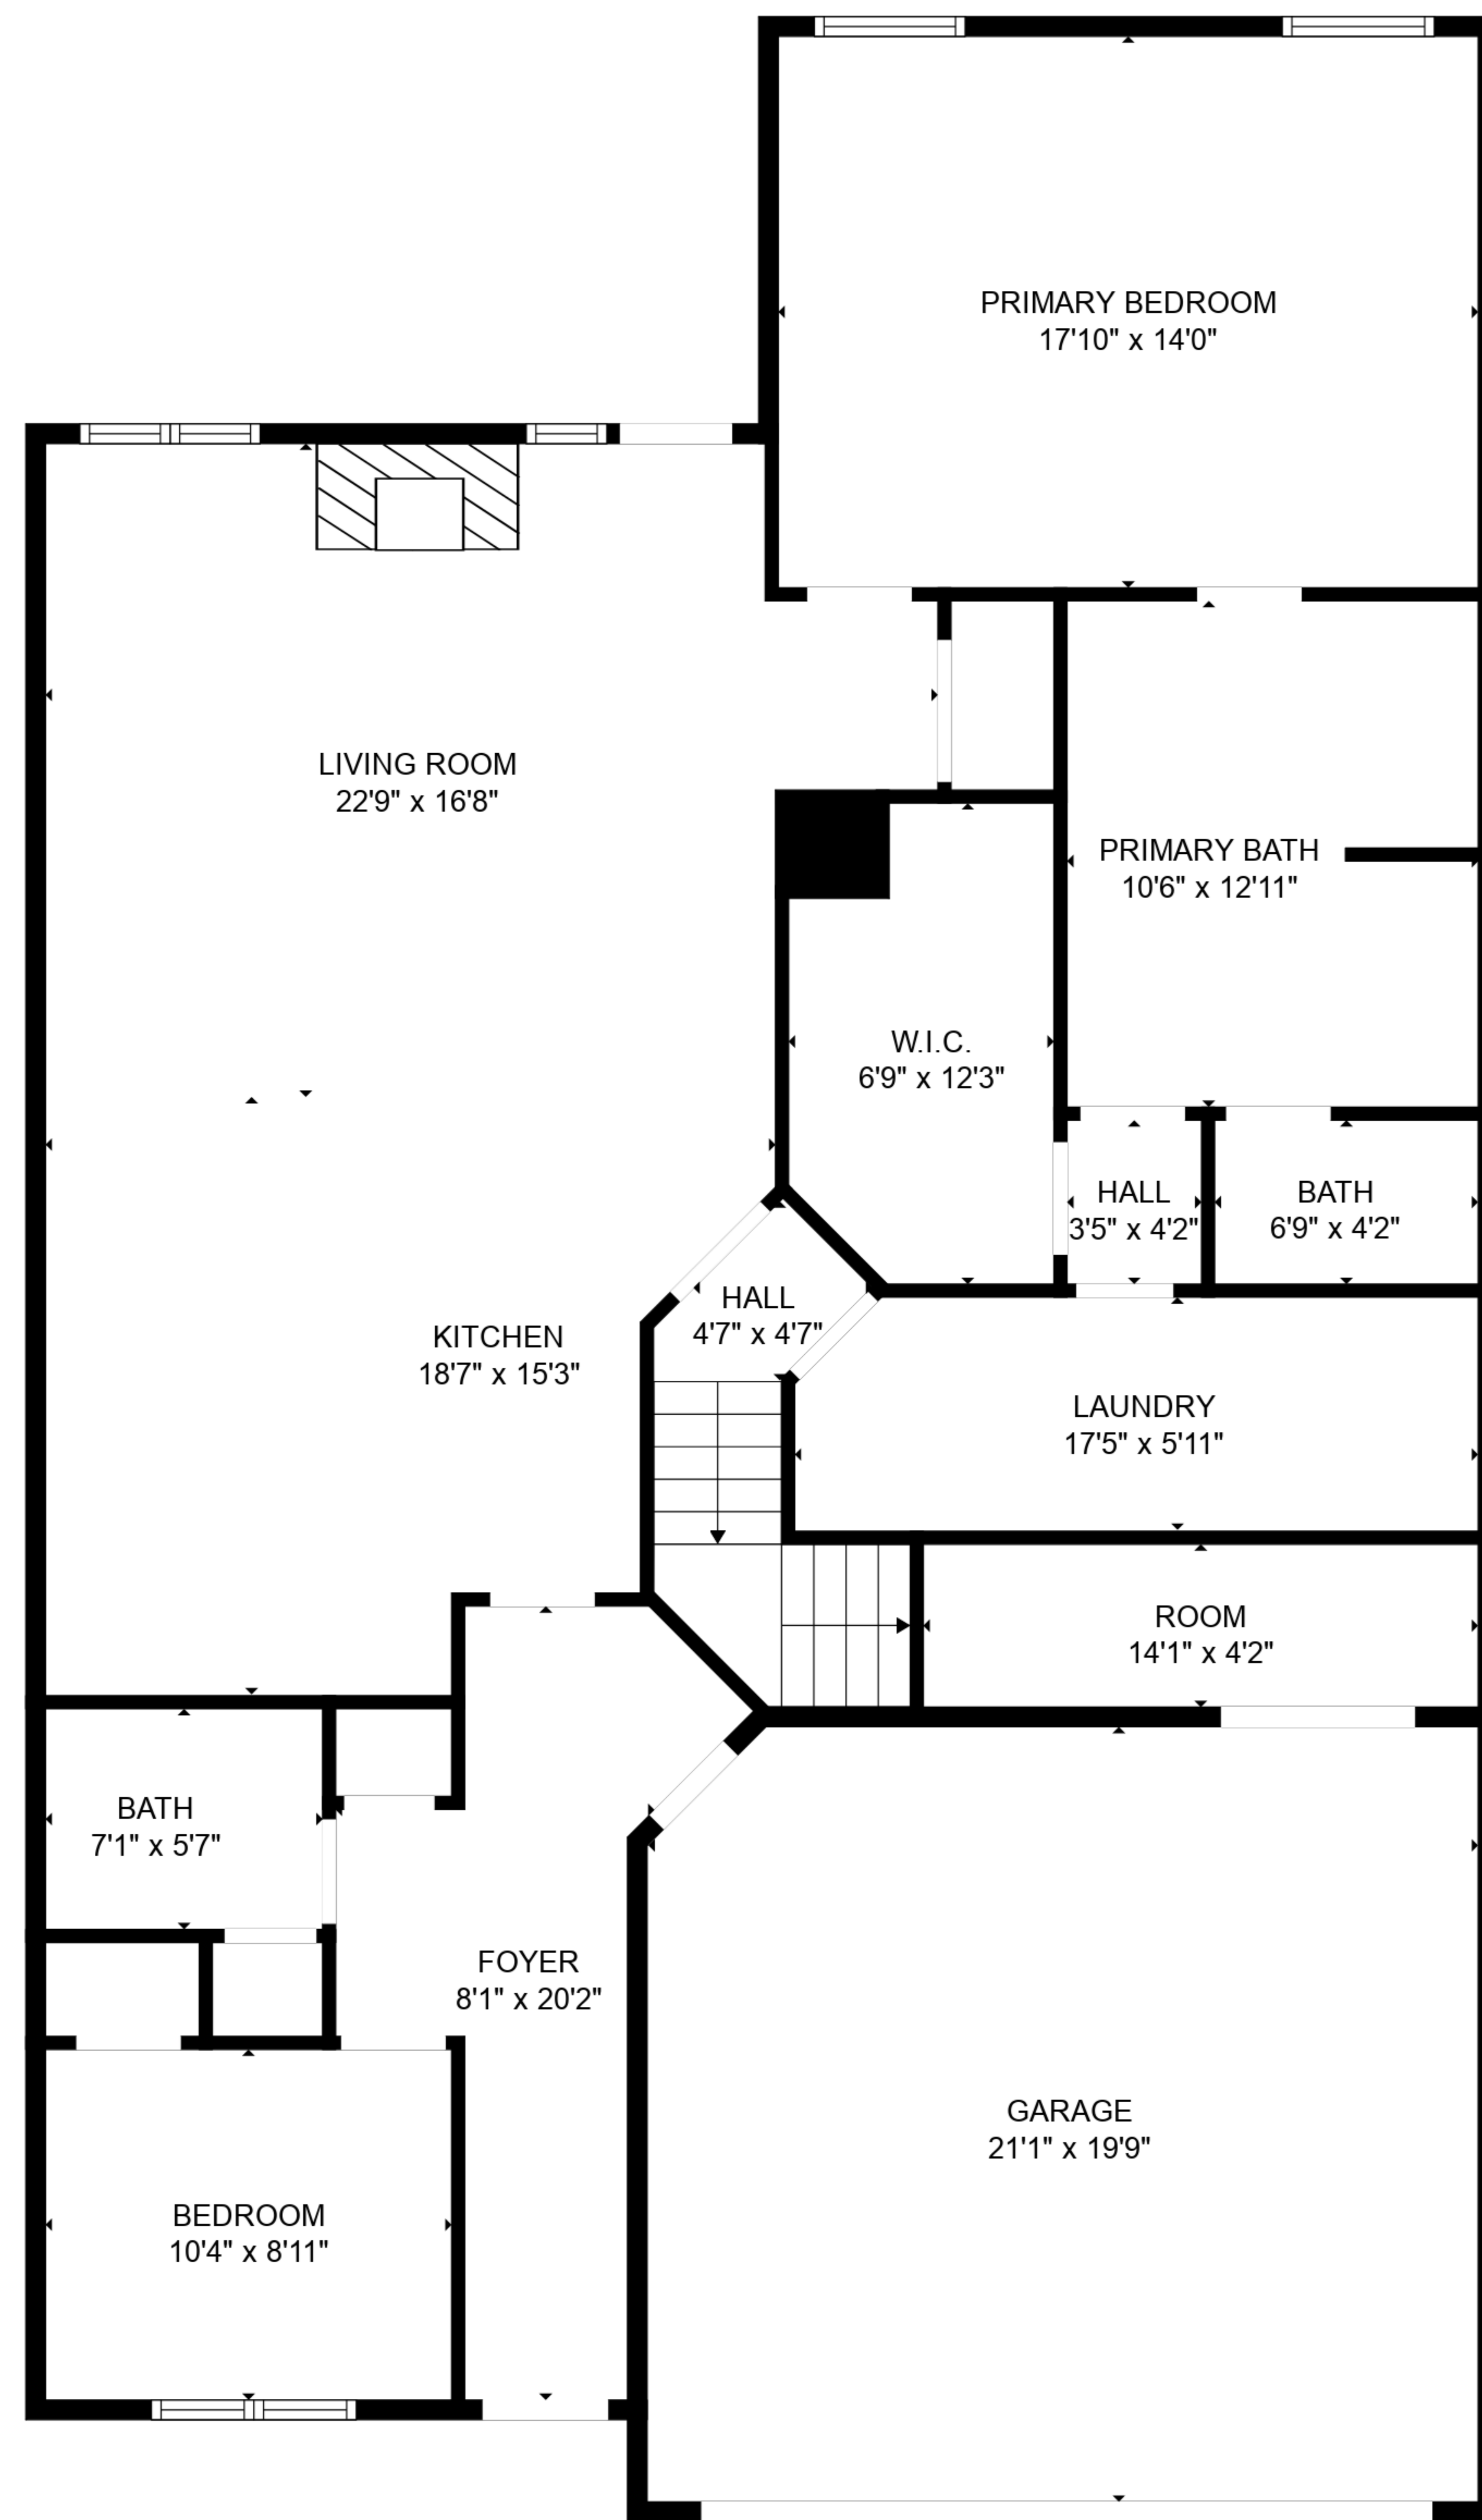 PRIMARY BEDROOM
17'10" x 14'0"
LIVING ROOM
22'9" x 16'8"
PRIMARY BATH
10'6" x 12'11"
W.I.C.
6'9" x 12'3"
HALL
3'5" x 4'2"
BATH
6'9" x 4'2"
HALL
4'7" x 4'7"
KITCHEN
18'7" x 15'3"
LAUNDRY
17'5" x 5'11"
ROOM
14'1" x 4'2"
BATH
7'1" x 5'7"
FOYER
8'1" x 20'2"
GARAGE
21'1" x 19'9"
BEDROOM
10'4" x 8'11"